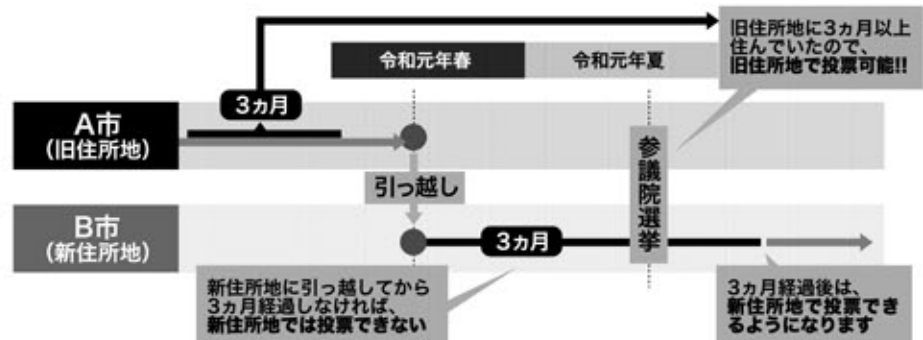 旧住所地に3ヵ月以上
住んでいたので、
旧住所地で投票可能!!
令和元年春
令和元年夏
3ヵ月
A市
(旧住所地)
引っ越し
参議院選挙
B市
(新住所地)
3ヵ月
新住所地に引っ越してから
3ヵ月経過しなければ、
新住所地では投票できない
3ヵ月経過後は、
新住所地で投票でき
るようになります